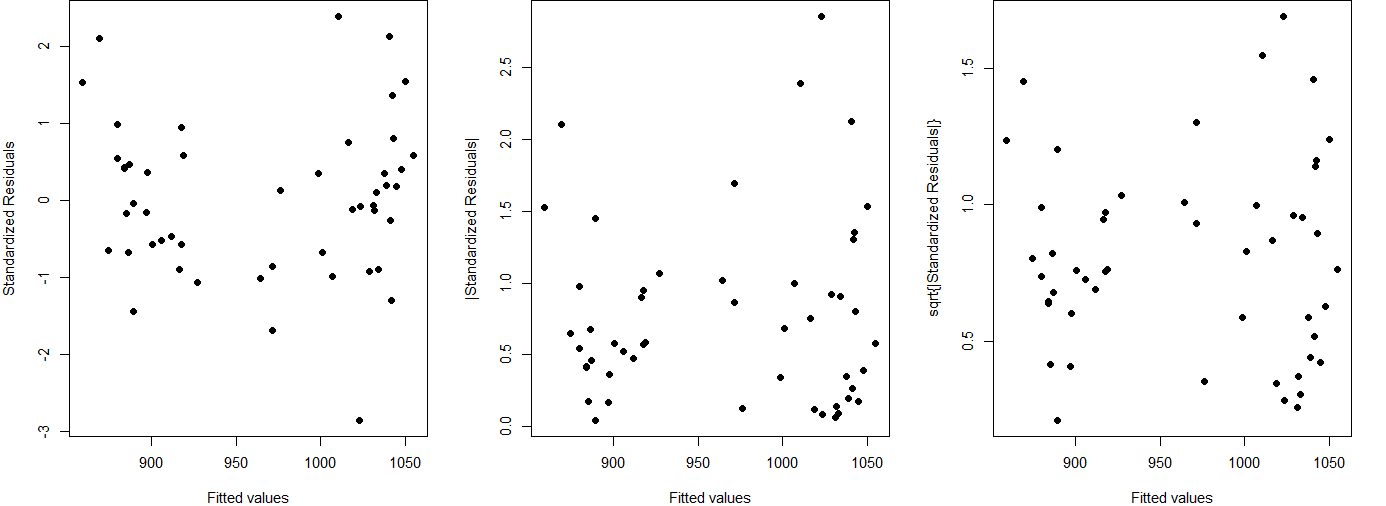 Standardized Residuals
2
1
0
-1
-2
-3
900 950 1000 1050
Fitted values
|Standardized Residuals|
2.5
2.0
1.5
1.0
0.5
0.0
900 950 1000 1050
Fitted values
sqrt{|Standardized Residuals|}
1.5
1.0
0.5
900 950 1000 1050
Fitted values